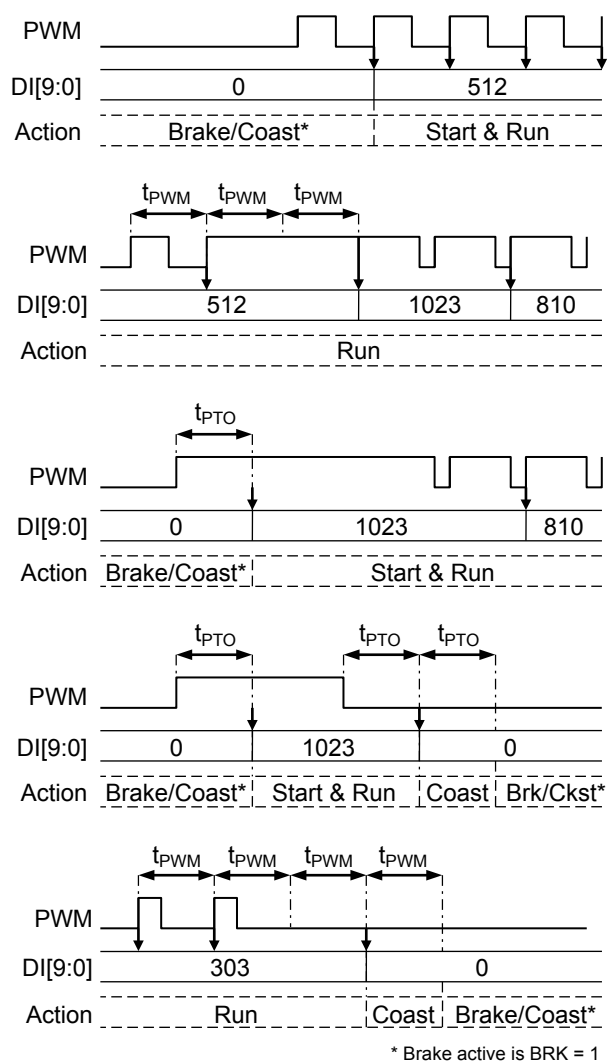 PWM
DI[9:0] 0 512
Action Brake/Coast* Start & Run
tPWM tPWM tPWM
PWM
DI[9:0] 512 1023 810
Action Run
tPTO
PWM
DI[9:0] 0 1023 810
Action Brake/Coast* Start & Run
tPTO tPTO tPTO
PWM
DI[9:0] 0 1023 0
Action Brake/Coast* Start & Run Coast Brk/Ckst*
tPWM tPWM tPWM tPWM
PWM
DI[9:0] 303 0
Action Run Coast Brake/Coast*
* Brake active is BRK = 1